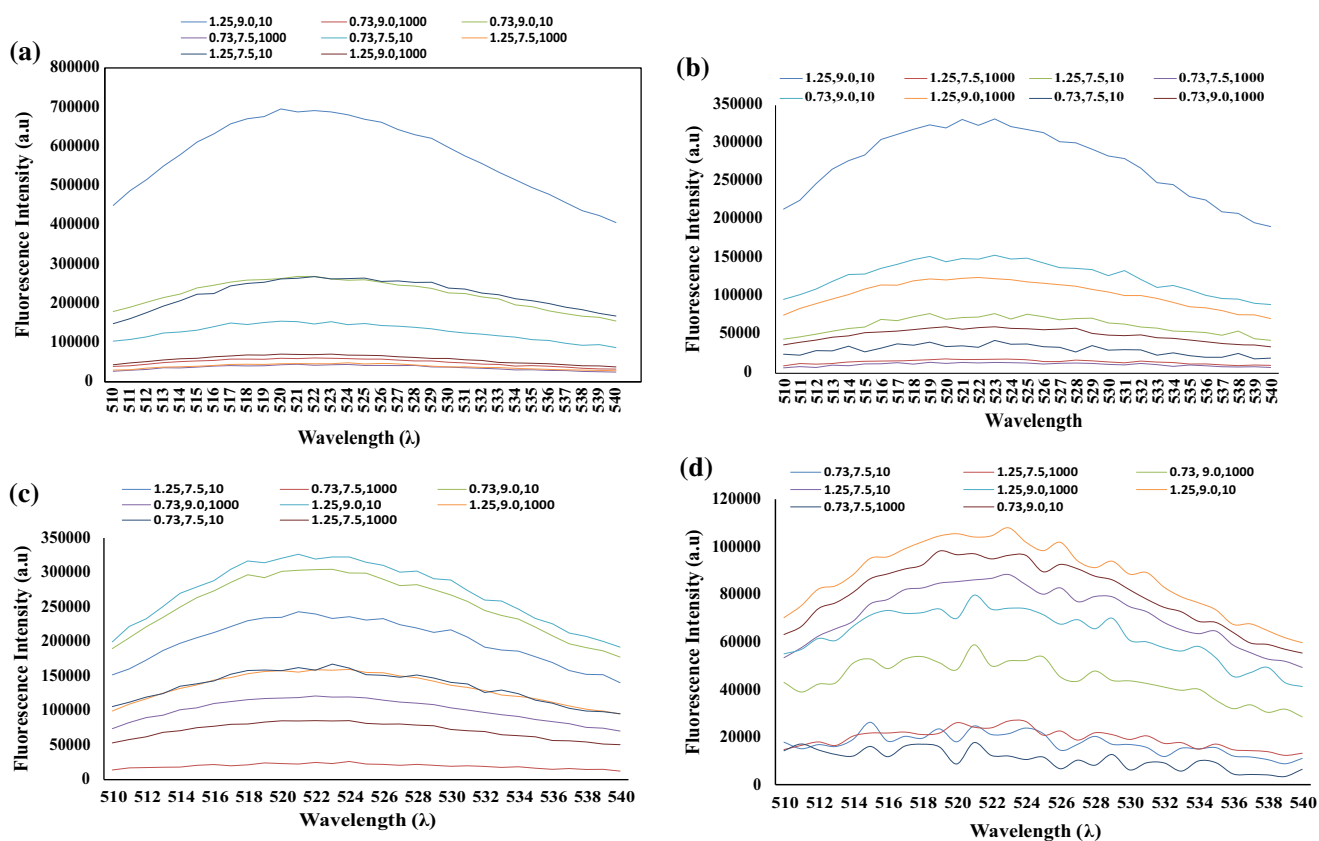 (a)
1.25,9.0,10 0.73,9.0,1000 0.73,9.0,10
0.73,7.5,1000 0.73,7.5,10 1.25,7.5,1000
1.25,7.5,10 1.25,9.0,1000
Fluorescence Intensity (a.u)
800000
700000
600000
500000
400000
300000
200000
100000
0
510 511 512 513 514 515 516 517 518 519 520 521 522 523 524 525 526 527 528 529 530 531 532 533 534 535 536 537 538 539 540
Wavelength (λ)
(b)
1.25,9.0,10 1.25,7.5,1000 1.25,7.5,10 0.73,7.5,1000
0.73,9.0,10 1.25,9.0,1000 0.73,7.5,10 0.73,9.0,1000
Fluorescence Intensity (a.u)
350000
300000
250000
200000
150000
100000
50000
0
510 511 512 513 514 515 516 517 518 519 520 521 522 523 524 525 526 527 528 529 530 531 532 533 534 535 536 537 538 539 540
Wavelength
(c)
1.25,7.5,10 0.73,7.5,1000 0.73,9.0,10
0.73,9.0,1000 1.25,9.0,10 1.25,9.0,1000
0.73,7.5,10 1.25,7.5,1000
Fluorescence Intensity (a.u)
350000
300000
250000
200000
150000
100000
50000
0
510 512 514 516 518 520 522 524 526 528 530 532 534 536 538 540
Wavelength (λ)
(d)
0.73,7.5,10 1.25,7.5,1000 0.73, 9.0,1000
1.25,7.5,10 1.25,9.0,1000 1.25,9.0,10
0.73,7.5,1000 0.73,9.0,10
Fluorescence Intensity (a.u)
120000
100000
80000
60000
40000
20000
0
510 512 514 516 518 520 522 524 526 528 530 532 534 536 538 540
Wavelength (λ)